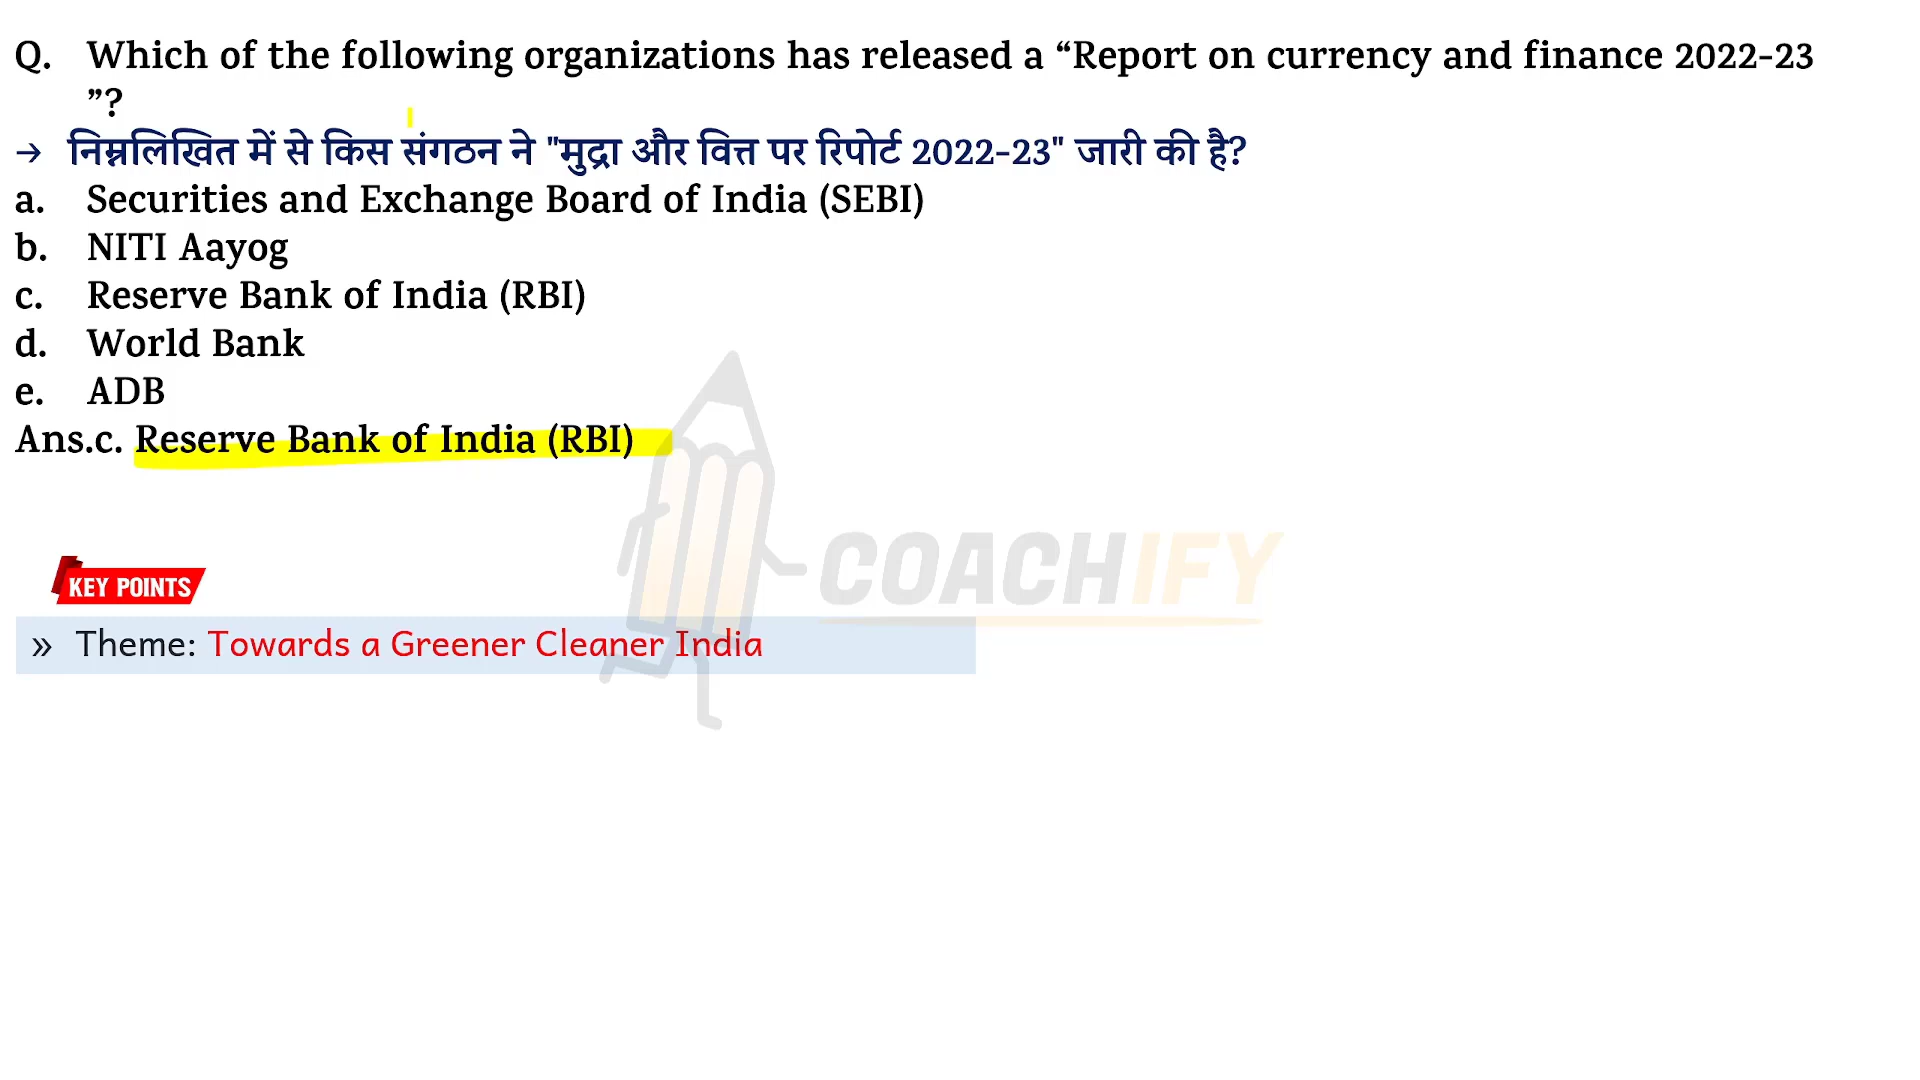 Q. Which of the following organizations has released a “Report on currency and finance 2022-23
”?
→ निम्नलिखित में से किस संगठन ने "मुद्रा और वित्त पर रिपोर्ट 2022-23" जारी की है?
a. Securities and Exchange Board of India (SEBI)
b. NITI Aayog
c. Reserve Bank of India (RBI)
d. World Bank
e. ADB
Ans.c. Reserve Bank of India (RBI)
COACHIFY
KEY POINTS
» Theme: Towards a Greener Cleaner India